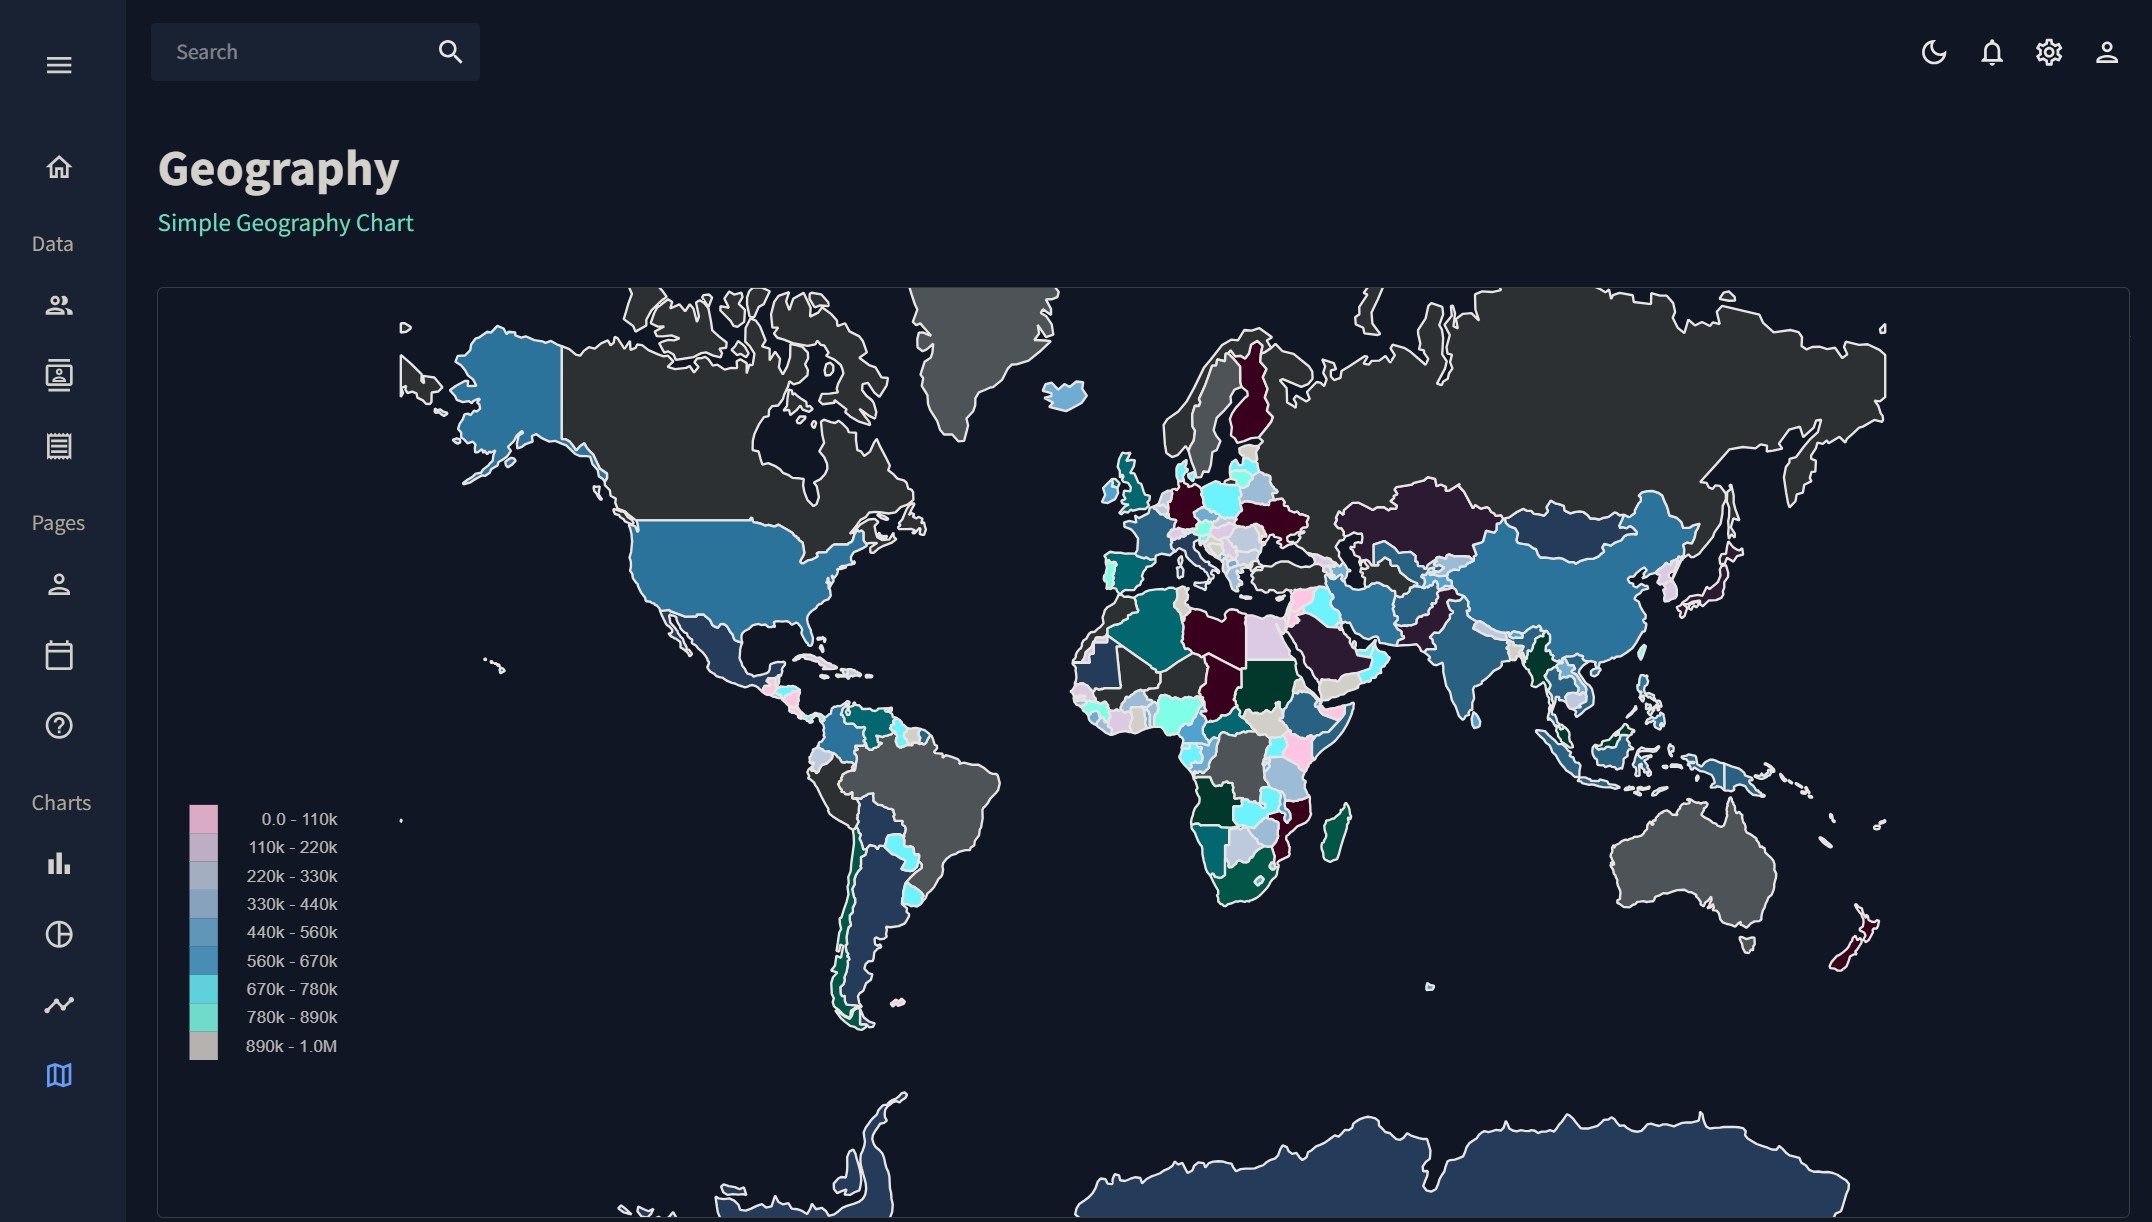 Search
Geography
Simple Geography Chart
Data
Pages
Charts
0.0 - 110k
110k - 220k
220k - 330k
330k - 440k
440k - 560k
560k - 670k
670k - 780k
780k - 890k
890k - 1.0M